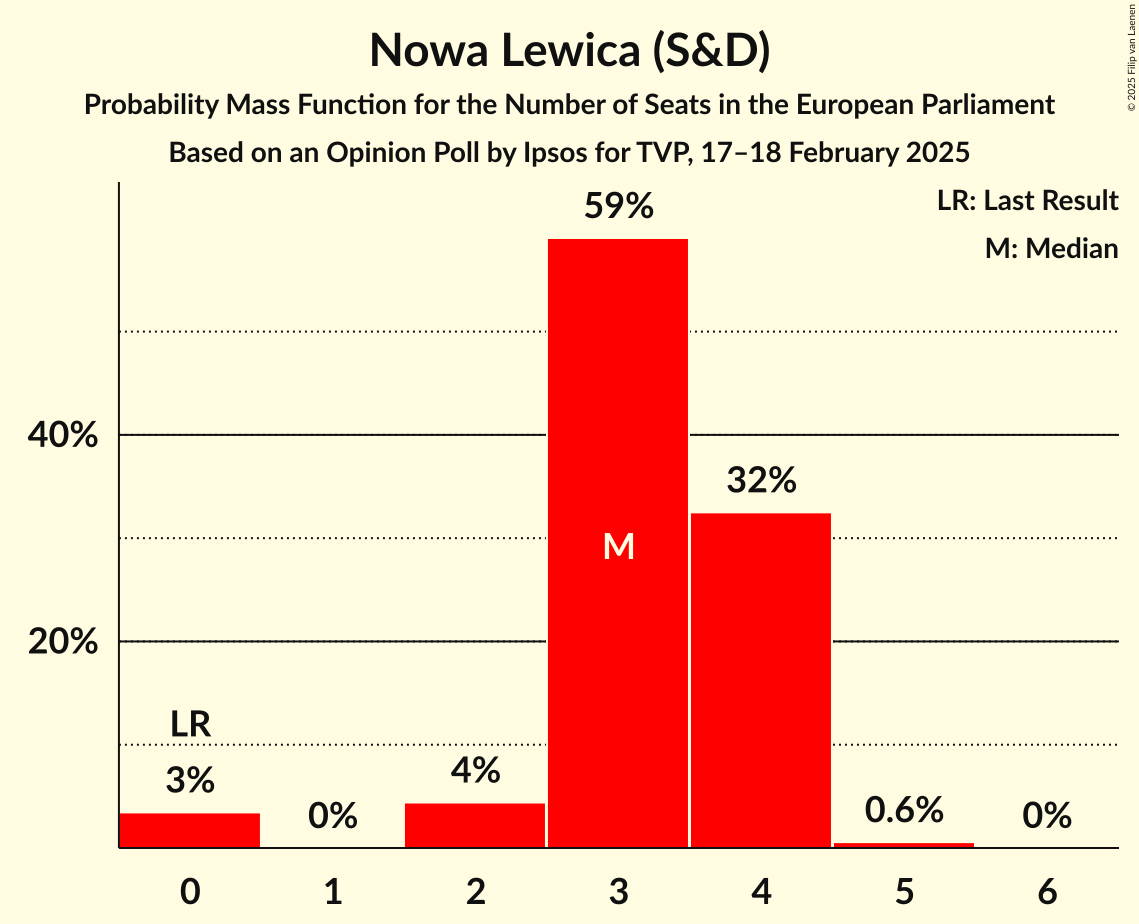 Nowa Lewica (S&D)
Probability Mass Function for the Number of Seats in the European Parliament
Based on an Opinion Poll by Ipsos for TVP, 17–18 February 2025
© 2025 Filip van Laenen
LR: Last Result
M: Median
59%
40%
32%
M
20%
LR
3%
0%
4%
0.6%
0%
0 1 2 3 4 5 6